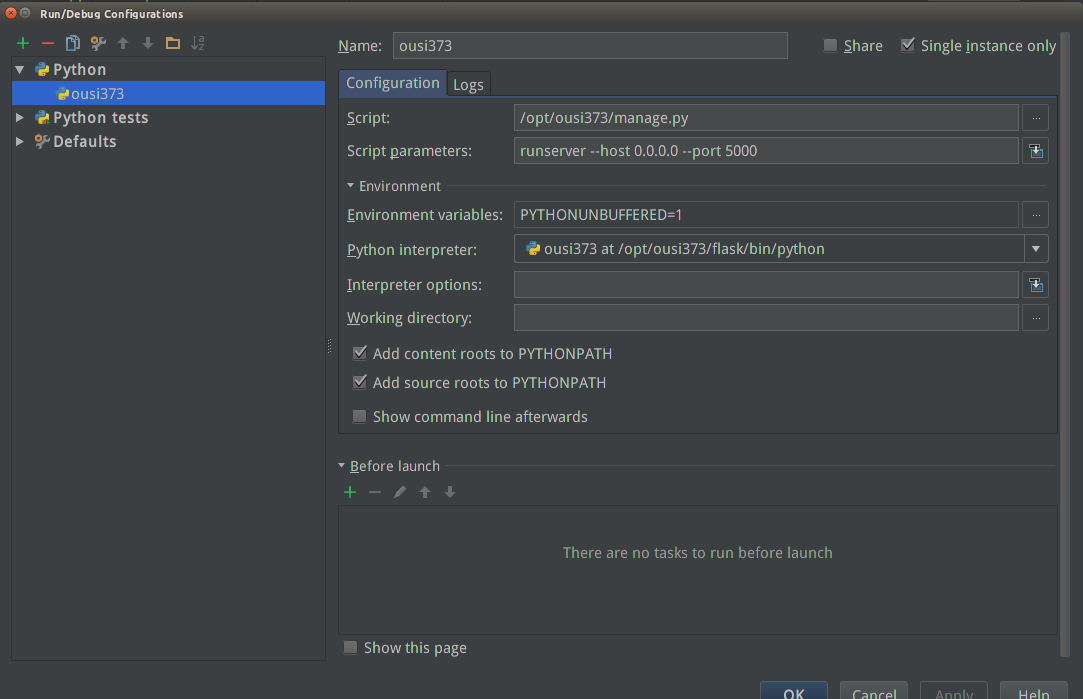 Run/Debug Configurations
Name: ousi373
Share
Single instance only
Python
ousi373
Python tests
Defaults
Configuration
Logs
Script: /opt/ousi373/manage.py
Script parameters: runserver --host 0.0.0.0 --port 5000
Environment
Environment variables: PYTHONUNBUFFERED=1
Python interpreter: ousi373 at /opt/ousi373/flask/bin/python
Interpreter options:
Working directory:
Add content roots to PYTHONPATH
Add source roots to PYTHONPATH
Show command line afterwards
Before launch
There are no tasks to run before launch
Show this page
OK Cancel Apply Help